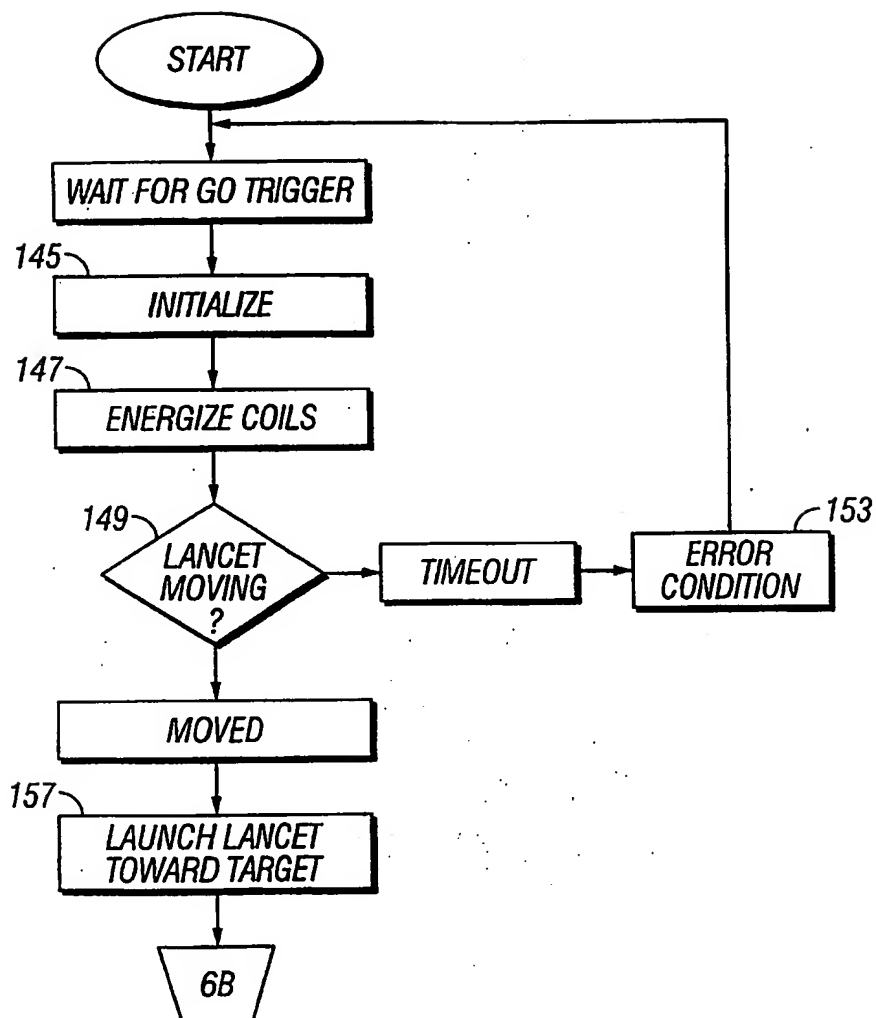 START
WAIT FOR GO TRIGGER
145
INITIALIZE
147
ENERGIZE COILS
149
LANCET
MOVING
?
TIMEOUT
153
ERROR
CONDITION
MOVED
157
LAUNCH LANCET
TOWARD TARGET
6B